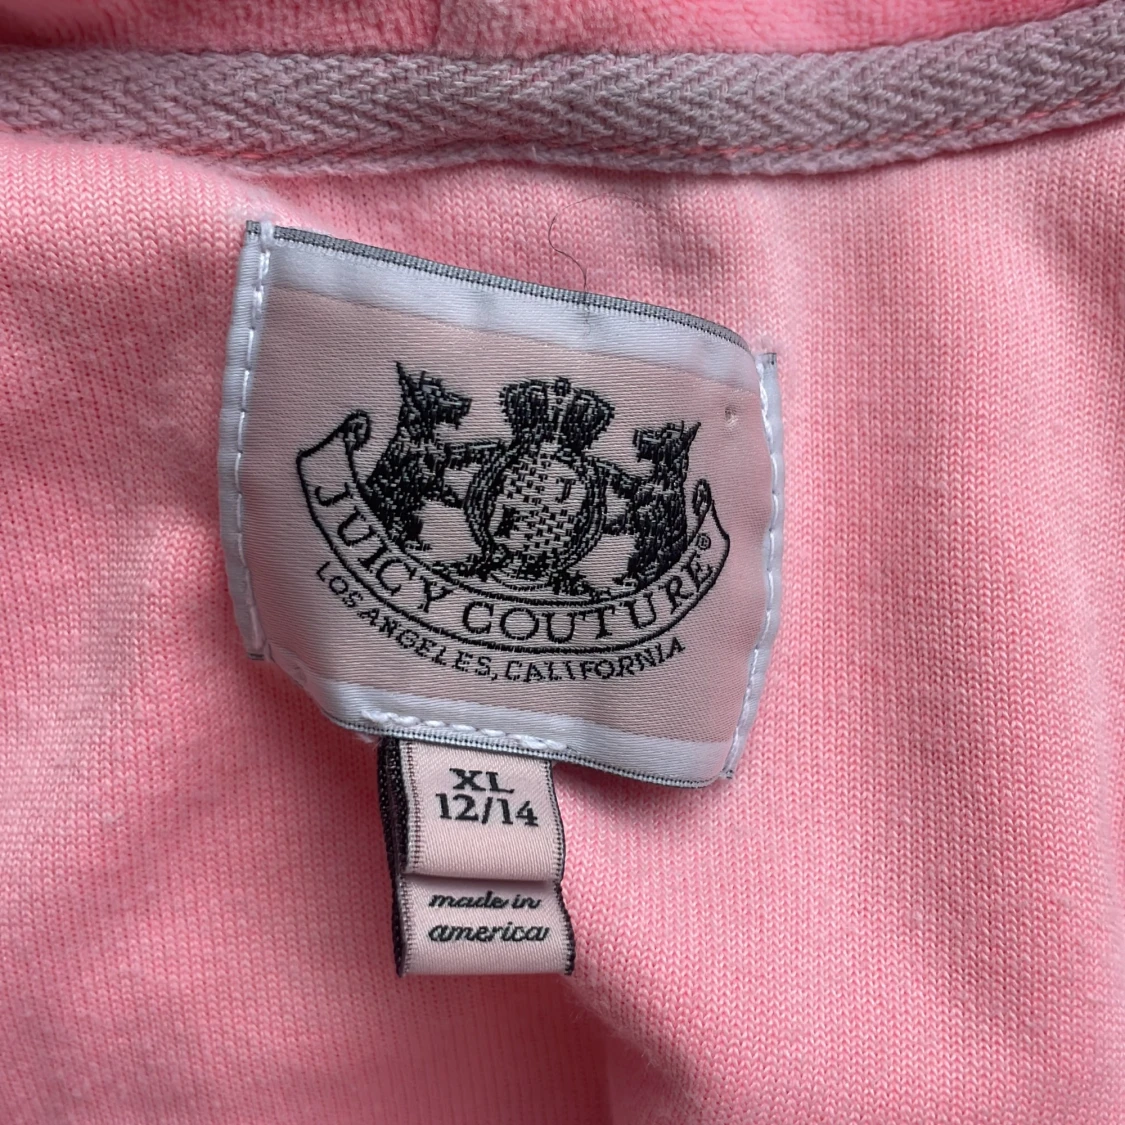 JUICY COUTURE®
LOS ANGELES, CALIFORNIA
XL
12/14
made in
america